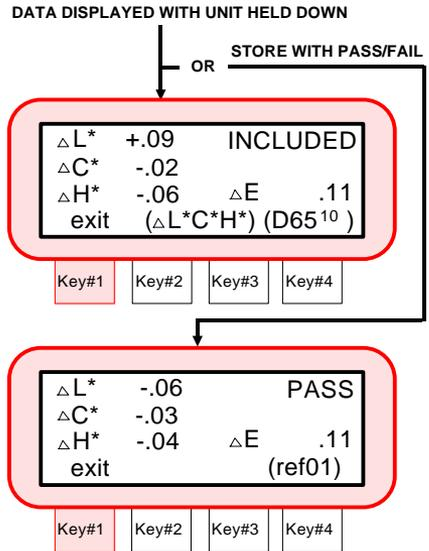 DATA DISPLAYED WITH UNIT HELD DOWN
OR STORE WITH PASS/FAIL
△L* +.09 INCLUDED
△C* -.02
△H* -.06 △E .11
exit (△L*C*H*) (D65¹⁰ )
Key#1 Key#2 Key#3 Key#4
△L* -.06 PASS
△C* -.03
△H* -.04 △E .11
exit (ref01)
Key#1 Key#2 Key#3 Key#4